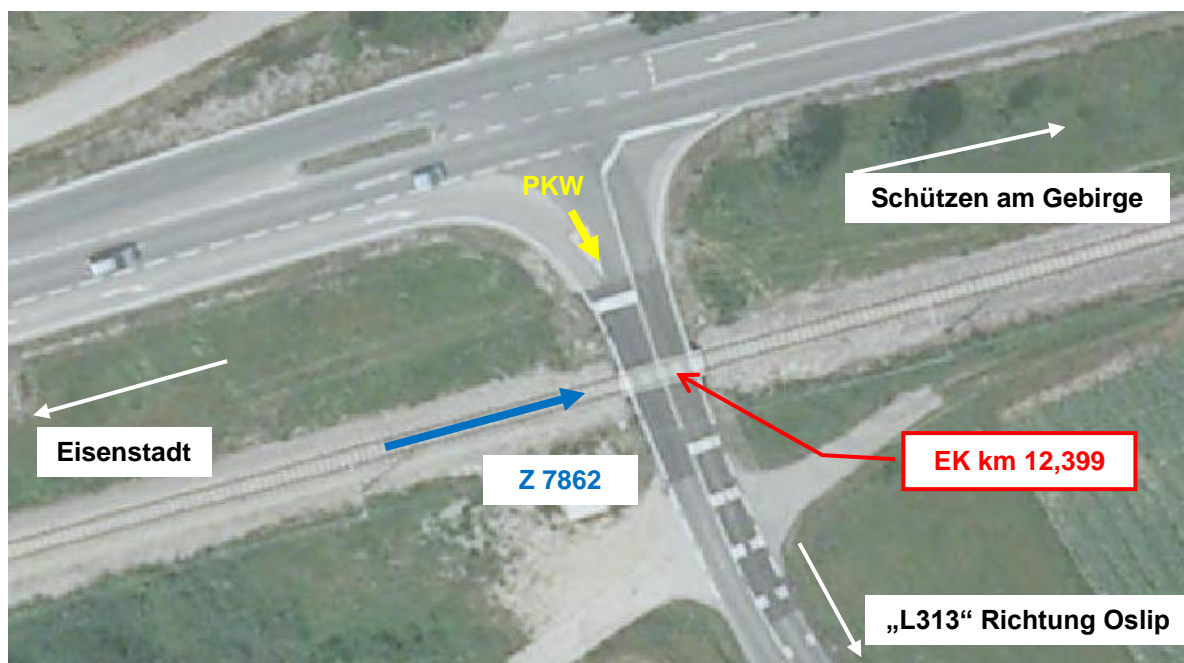 PKW
Schützen am Gebirge
Eisenstadt
Z 7862
EK km 12,399
„L313“ Richtung Oslip